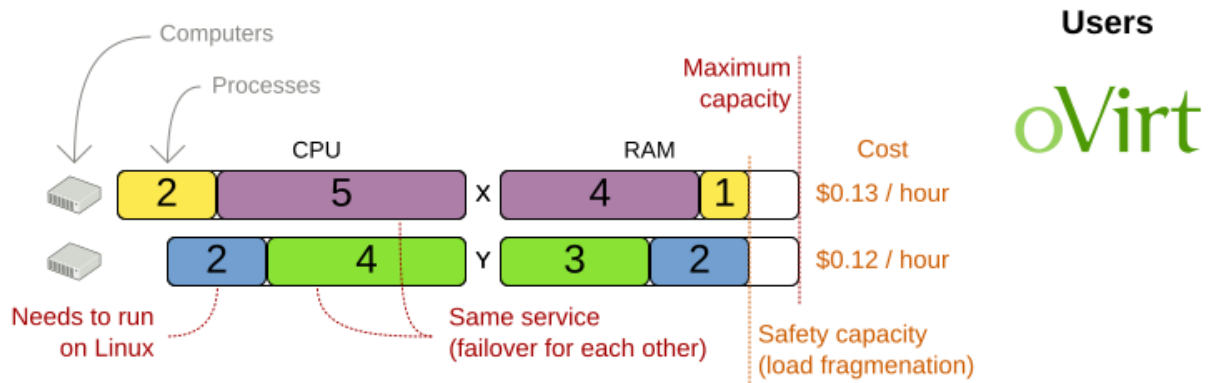 Users
Computers
Processes
Maximum
capacity
oVirt
CPU
RAM
Cost
2
5
X
4
1
$0.13 / hour
2
4
Y
3
2
$0.12 / hour
Needs to run
on Linux
Same service
(failover for each other)
Safety capacity
(load fragmenation)